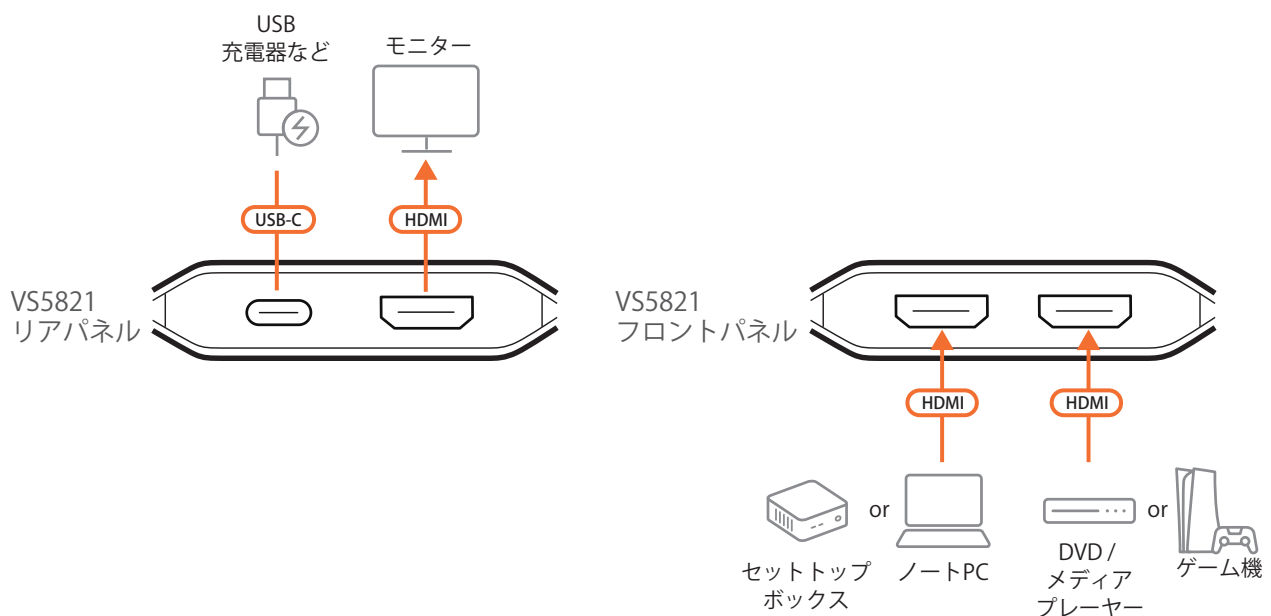 USB
充電器など
モニター
USB-C
HDMI
VS5821
リアパネル
VS5821
フロントパネル
HDMI
HDMI
or
or
セットトップ
ボックス
ノートPC
DVD /
メディア
プレーヤー
ゲーム機